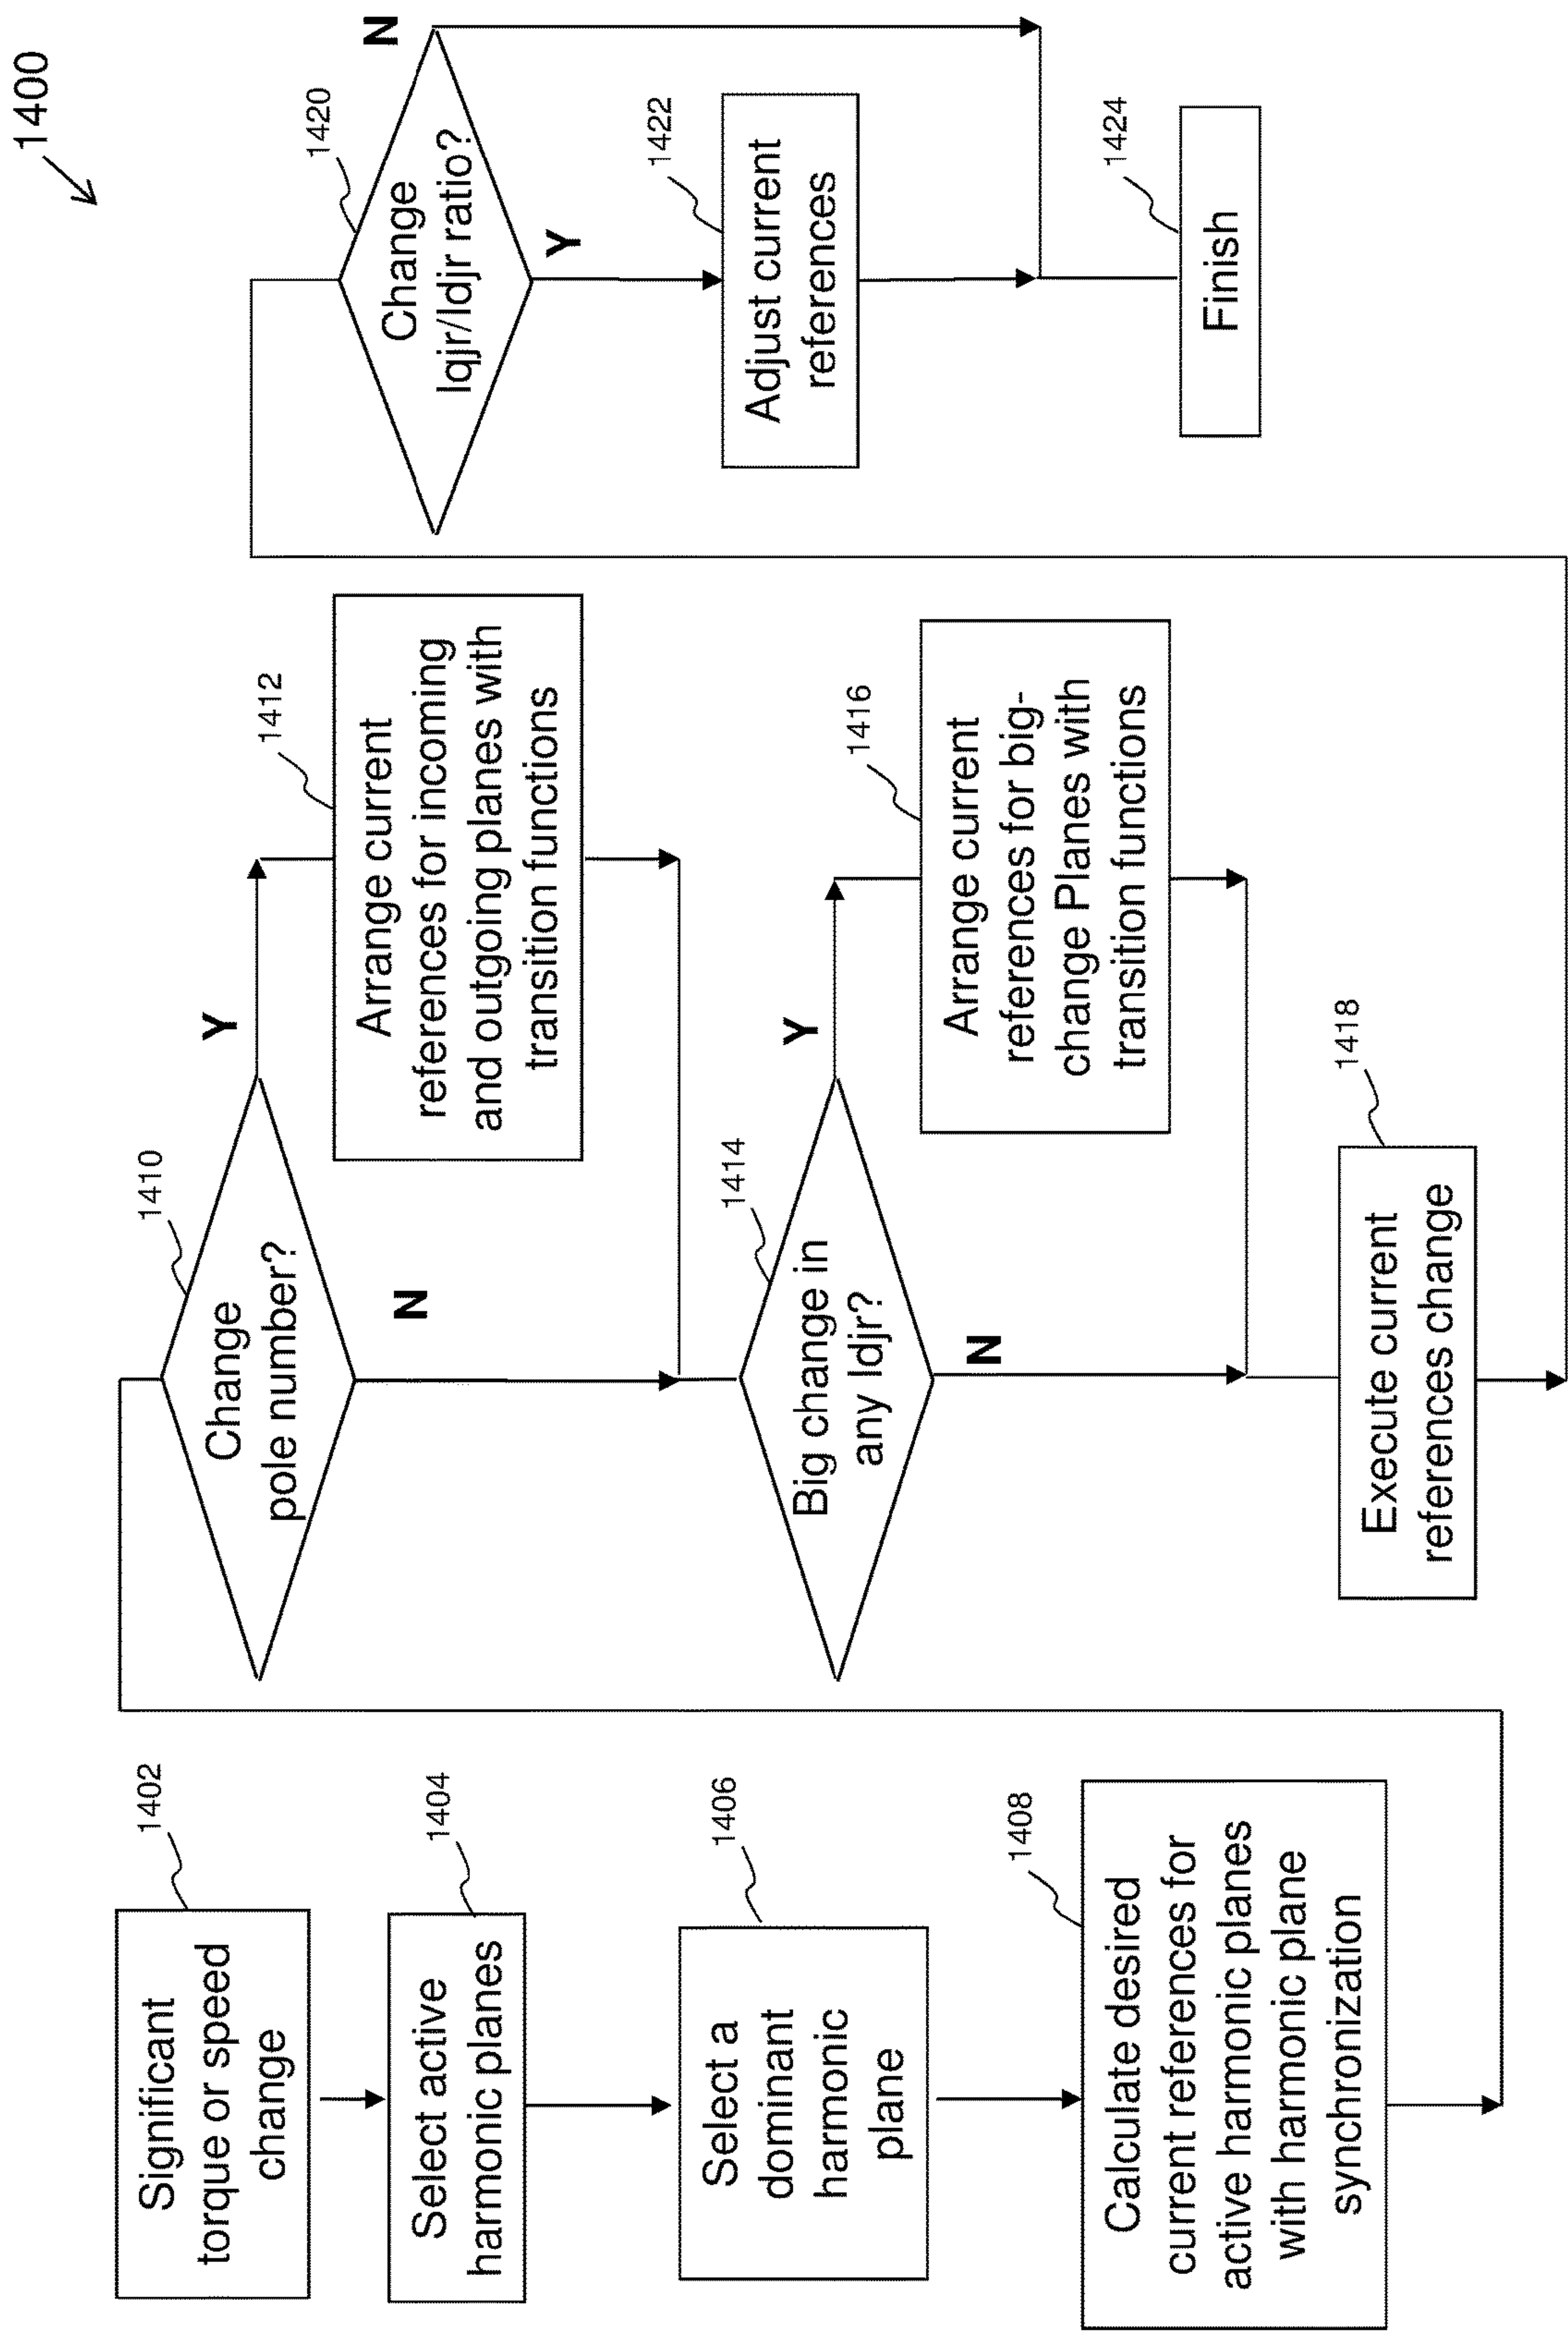 1400
1402
Significant
torque or speed
change
1404
Select active
harmonic planes
1406
Select a
dominant
harmonic
plane
1408
Calculate desired
current references for
active harmonic planes
with harmonic plane
synchronization
1410
Change
pole number?
Y
N
1412
Arrange current
references for incoming
and outgoing planes with
transition functions
1414
Big change in
any Idjr?
Y
N
1416
Arrange current
references for big-
change Planes with
transition functions
1418
Execute current
references change
1420
Change
Iqjr/Idjr ratio?
N
Y
1422
Adjust current
references
1424
Finish